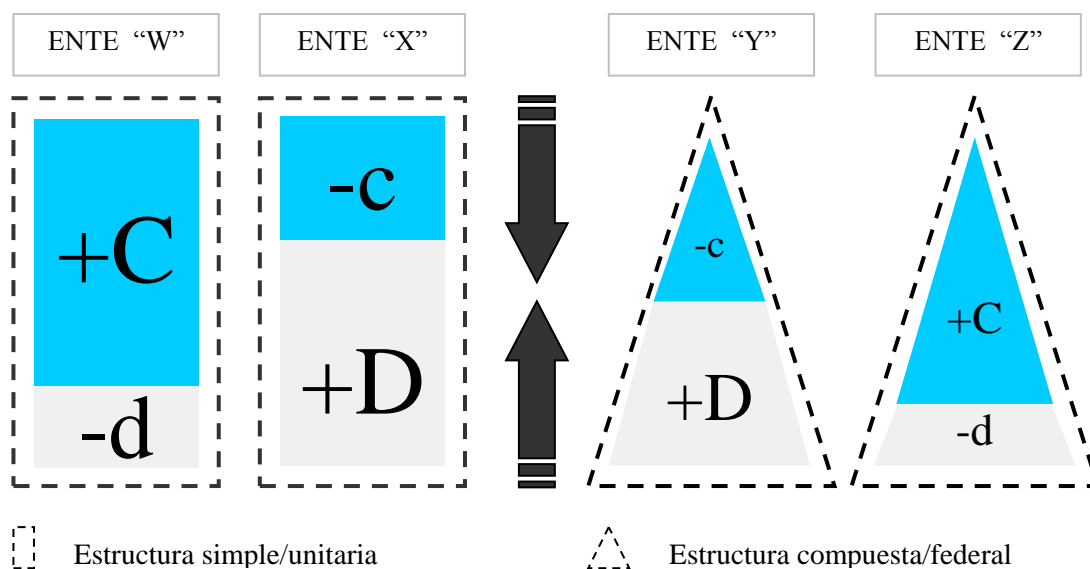 ENTE “W”
ENTE “X”
ENTE “Y”
ENTE “Z”
+C
-d
-c
+D
-c
+D
+C
-d
Estructura simple/unitaria
Estructura compuesta/federal